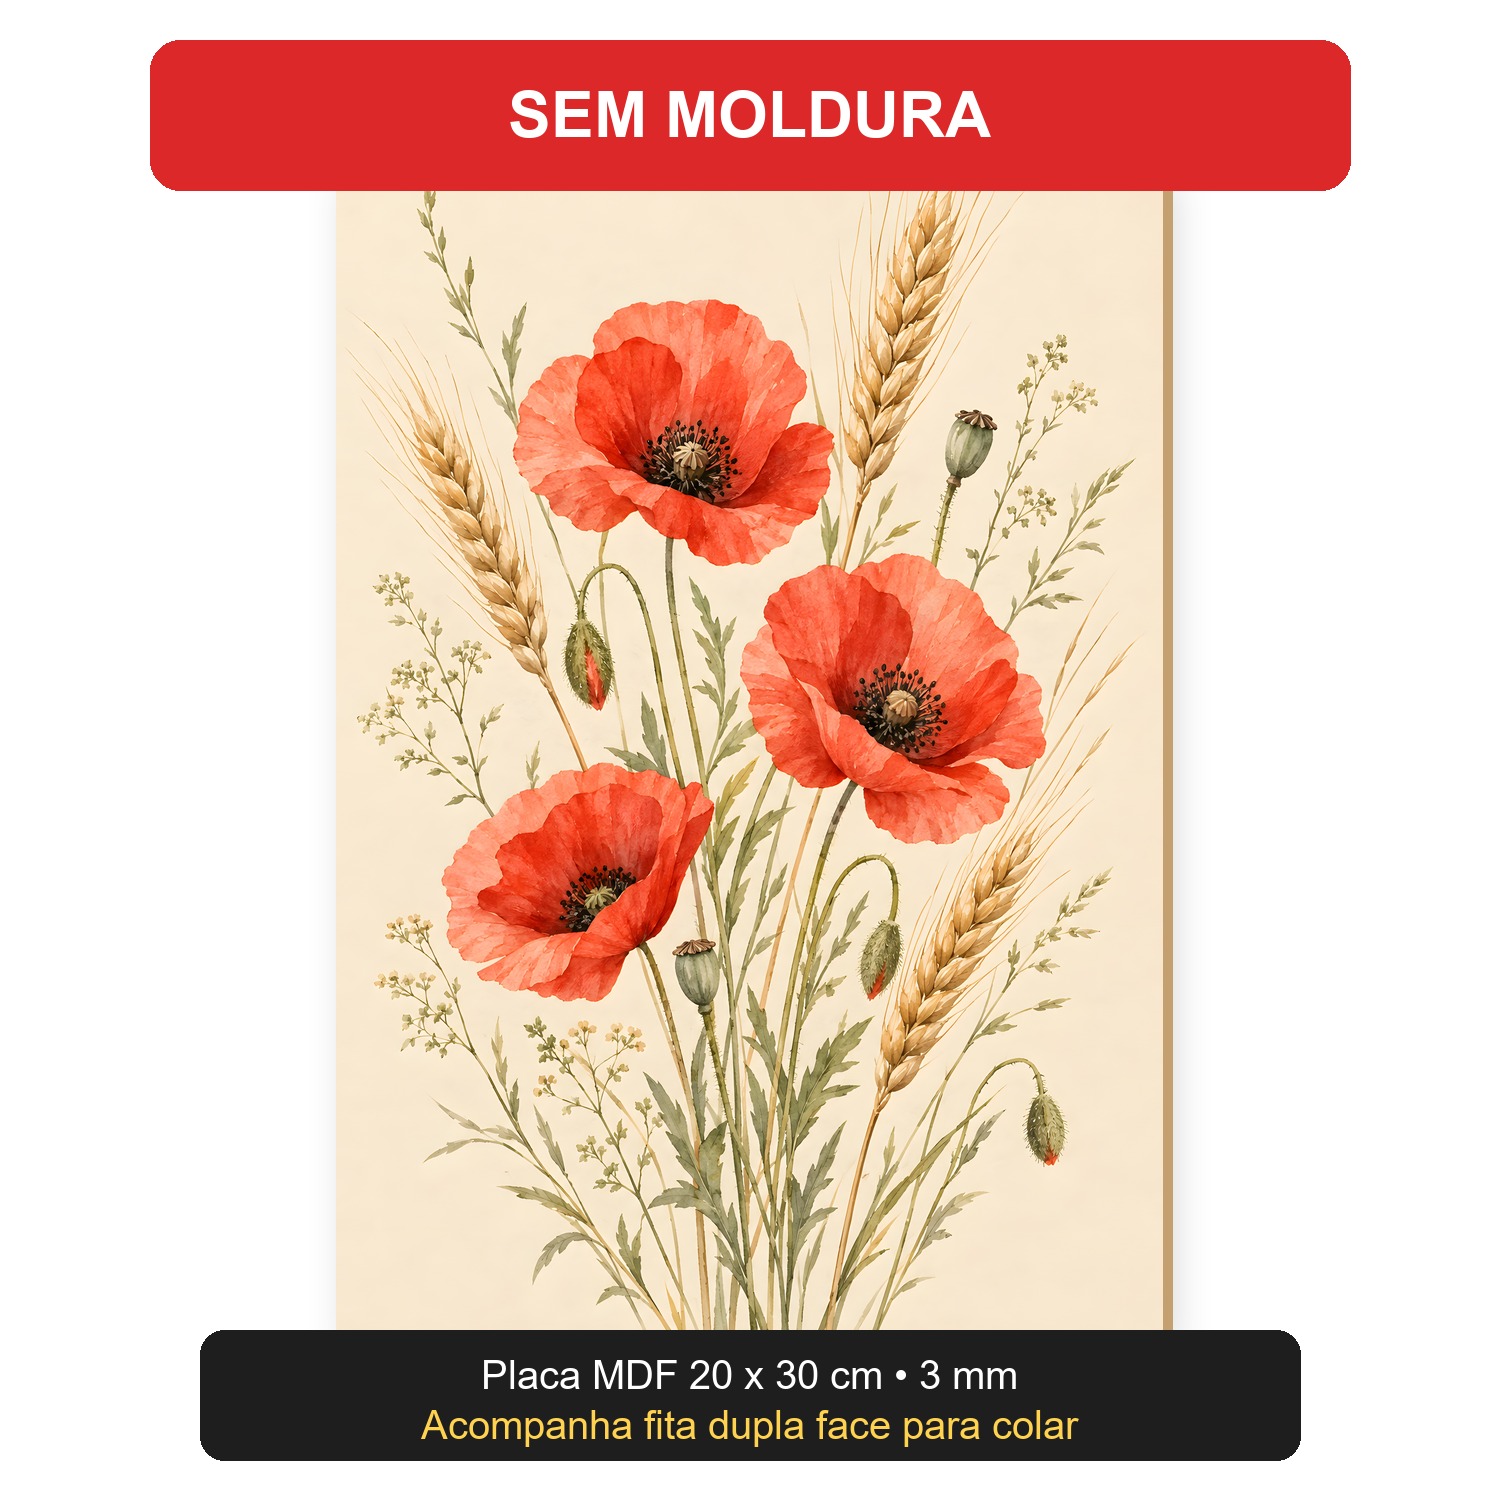 SEM MOLDURA
Placa MDF 20 x 30 cm • 3 mm
Acompanha fita dupla face para colar